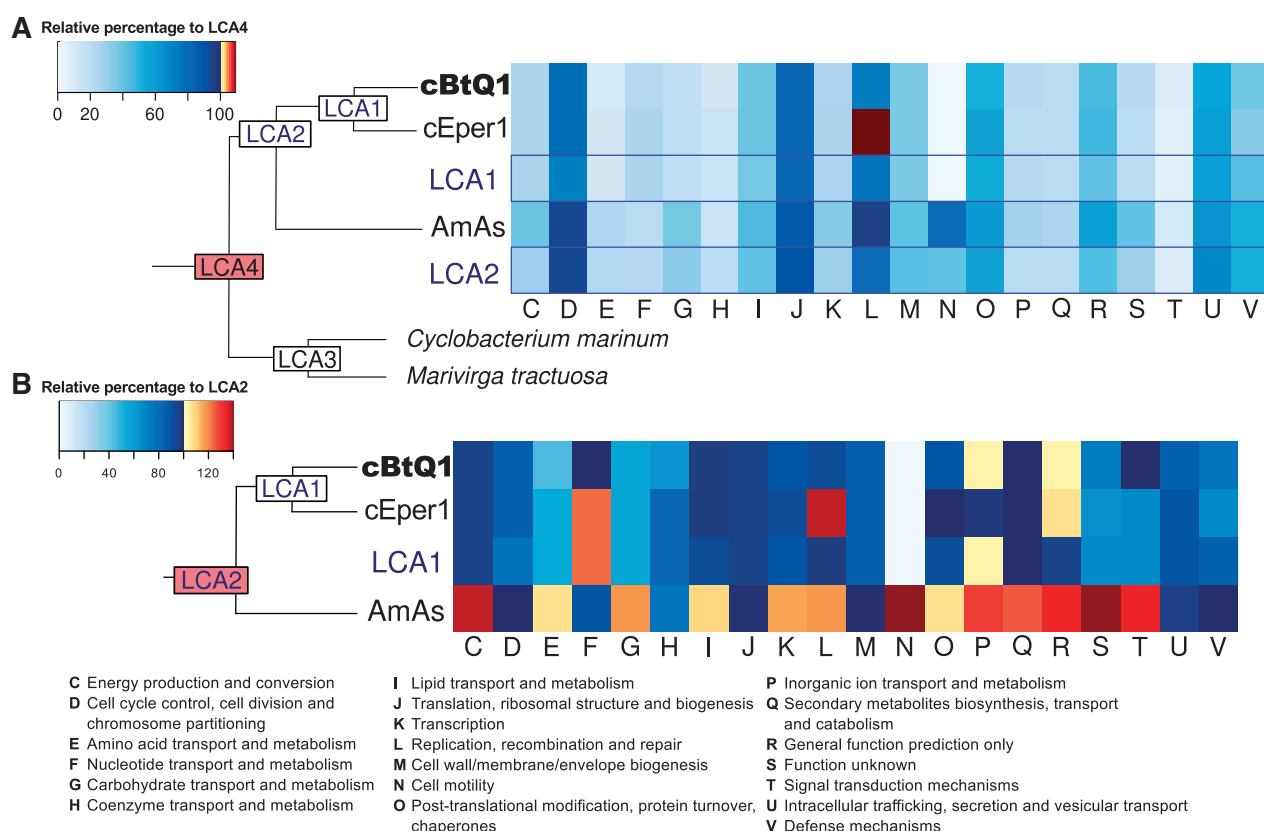 A Relative percentage to LCA4
0 20 60 100
cBtQ1
LCA1
LCA2
cEper1
LCA1
AmAs
LCA4
LCA2
C D E F G H I J K L M N O P Q R S T U V
Cyclobacterium marinum
LCA3
Marivirga tractuosa
B Relative percentage to LCA2
0 40 80 120
cBtQ1
LCA1
cEper1
LCA1
LCA2
AmAs
C D E F G H I J K L M N O P Q R S T U V
C Energy production and conversion
D Cell cycle control, cell division and
chromosome partitioning
E Amino acid transport and metabolism
F Nucleotide transport and metabolism
G Carbohydrate transport and metabolism
H Coenzyme transport and metabolism
I Lipid transport and metabolism
J Translation, ribosomal structure and biogenesis
K Transcription
L Replication, recombination and repair
M Cell wall/membrane/envelope biogenesis
N Cell motility
O Post-translational modification, protein turnover,
chaperones
P Inorganic ion transport and metabolism
Q Secondary metabolites biosynthesis, transport
and catabolism
R General function prediction only
S Function unknown
T Signal transduction mechanisms
U Intracellular trafficking, secretion and vesicular transport
V Defense mechanisms